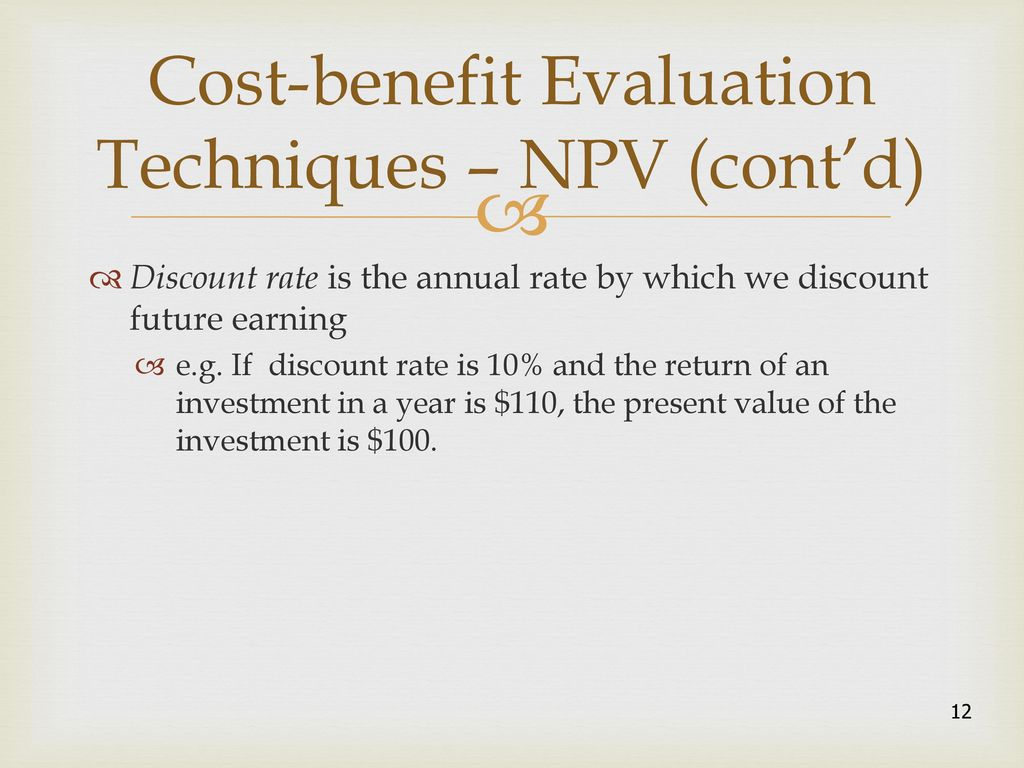 Cost-benefit Evaluation
Techniques – NPV (cont’d)
Discount rate is the annual rate by which we discount
future earning
e.g. If  discount rate is 10% and the return of an
investment in a year is $110, the present value of the
investment is $100.
12